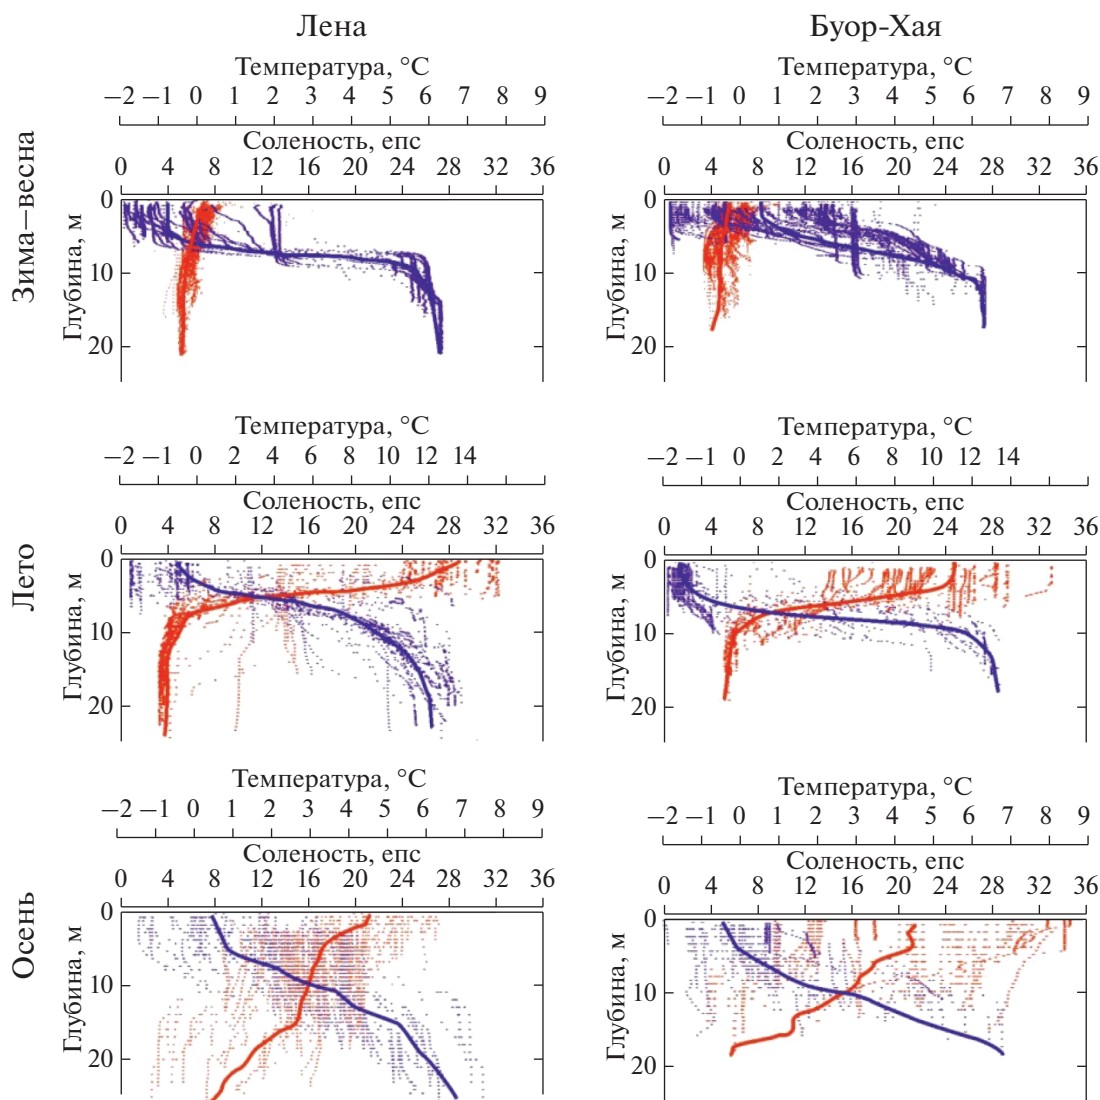 Лена
Температура, °C
–2 –1 0 1 2 3 4 5 6 7 8 9
Соленость, епс
0 4 8 12 16 20 24 28 32 36
Зима–весна
Глубина, м
0
10
20
Буор-Хая
Температура, °C
–2 –1 0 1 2 3 4 5 6 7 8 9
Соленость, епс
0 4 8 12 16 20 24 28 32 36
Глубина, м
0
10
20
Температура, °C
–2 –1 0 2 4 6 8 10 12 14
Соленость, епс
0 4 8 12 16 20 24 28 32 36
Лето
Глубина, м
0
10
20
Температура, °C
–2 –1 0 2 4 6 8 10 12 14
Соленость, епс
0 4 8 12 16 20 24 28 32 36
Глубина, м
0
10
20
Температура, °C
–2 –1 0 1 2 3 4 5 6 7 8 9
Соленость, епс
0 4 8 12 16 20 24 28 32 36
Осень
Глубина, м
0
10
20
Температура, °C
–2 –1 0 1 2 3 4 5 6 7 8 9
Соленость, епс
0 4 8 12 16 20 24 28 32 36
Глубина, м
0
10
20